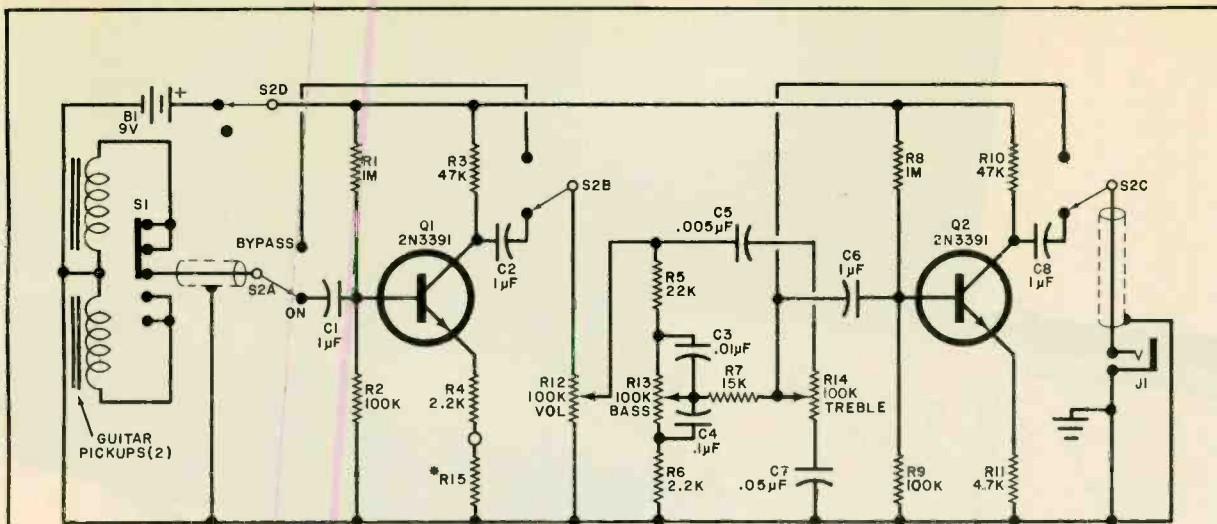 B1
9V
+
S2D
S1
BYPASS
S2A
ON
C1
1µF
GUITAR
PICKUPS(2)
R1
1M
R2
100K
R3
47K
Q1
2N3391
C2
1µF
R4
2.2K
*R15
S2B
R12
100K
VOL
R5
22K
C3
.01µF
R13
100K
BASS
C4
.1µF
R6
2.2K
R7
15K
C5
.005µF
R14
100K
TREBLE
C7
.05µF
C6
1µF
R8
1M
R9
100K
R10
47K
Q2
2N3391
C8
1µF
R11
4.7K
S2C
J1